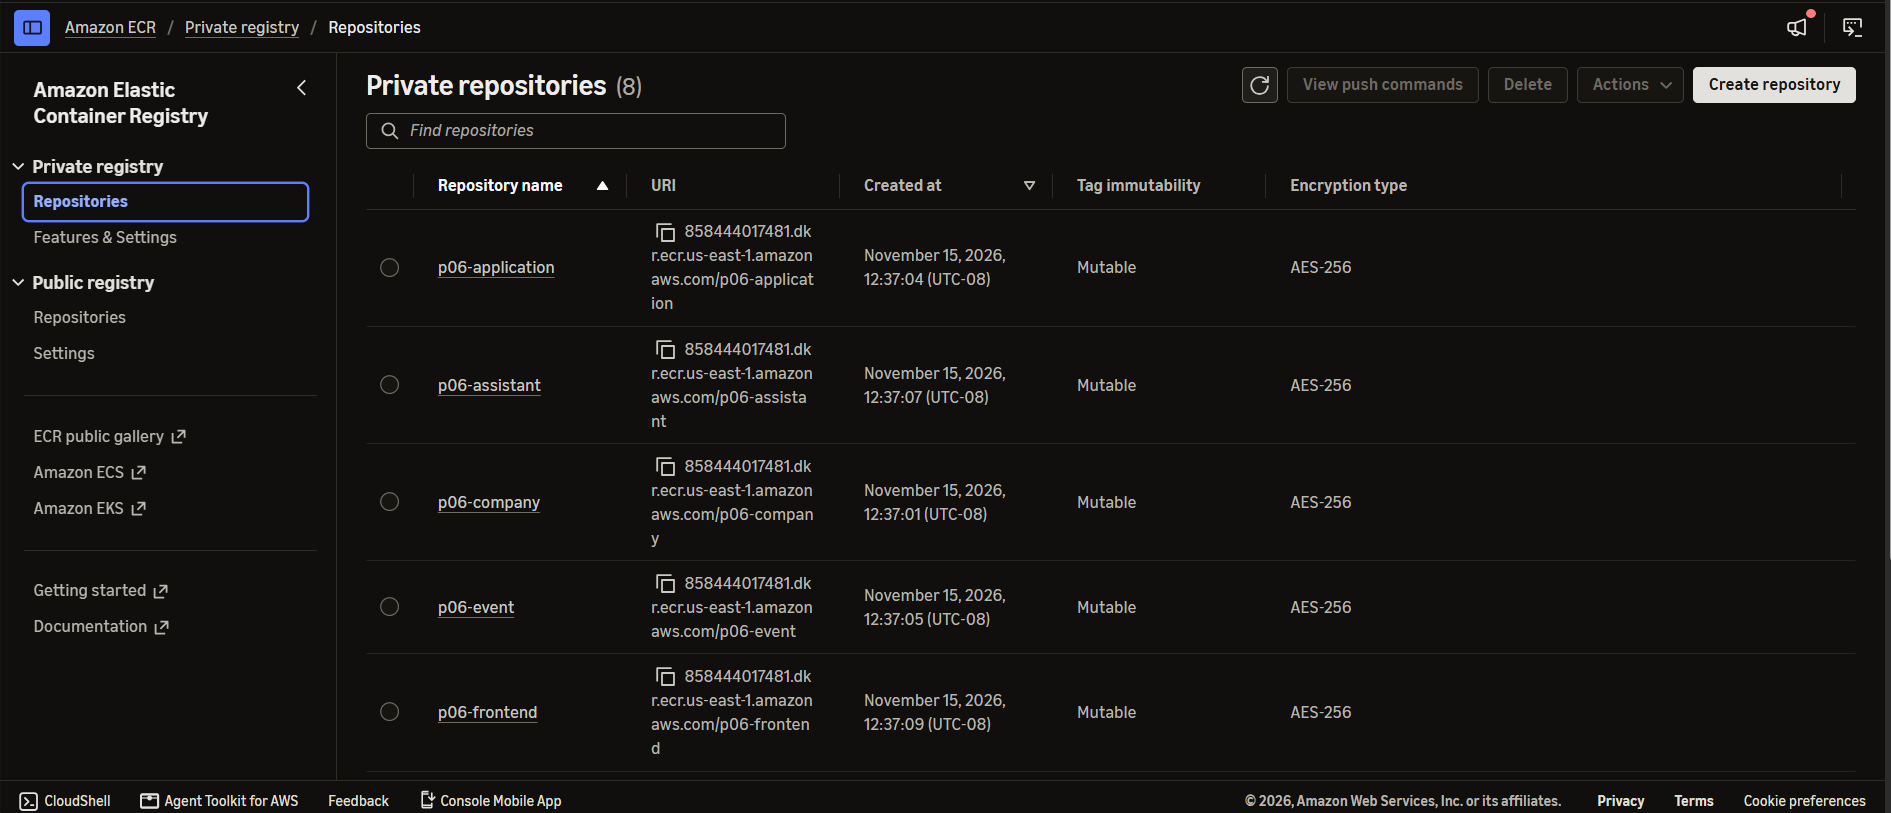 Amazon ECR / Private registry / Repositories
Amazon Elastic
Container Registry
Private registry
Repositories
Features & Settings
Public registry
Repositories
Settings
ECR public gallery
Amazon ECS
Amazon EKS
Getting started
Documentation
Private repositories (8)
View push commands
Delete
Actions
Create repository
Find repositories
Repository name
URI
Created at
Tag immutability
Encryption type
p06-application
858444017481.dk
r.ecr.us-east-1.amazon
aws.com/p06-applicat
ion
November 15, 2026,
12:37:04 (UTC-08)
Mutable
AES-256
p06-assistant
858444017481.dk
r.ecr.us-east-1.amazon
aws.com/p06-assista
nt
November 15, 2026,
12:37:07 (UTC-08)
Mutable
AES-256
p06-company
858444017481.dk
r.ecr.us-east-1.amazon
aws.com/p06-compan
y
November 15, 2026,
12:37:01 (UTC-08)
Mutable
AES-256
p06-event
858444017481.dk
r.ecr.us-east-1.amazon
aws.com/p06-event
November 15, 2026,
12:37:05 (UTC-08)
Mutable
AES-256
p06-frontend
858444017481.dk
r.ecr.us-east-1.amazon
aws.com/p06-fronten
d
November 15, 2026,
12:37:09 (UTC-08)
Mutable
AES-256
CloudShell
Agent Toolkit for AWS
Feedback
Console Mobile App
© 2026, Amazon Web Services, Inc. or its affiliates.
Privacy
Terms
Cookie preferences